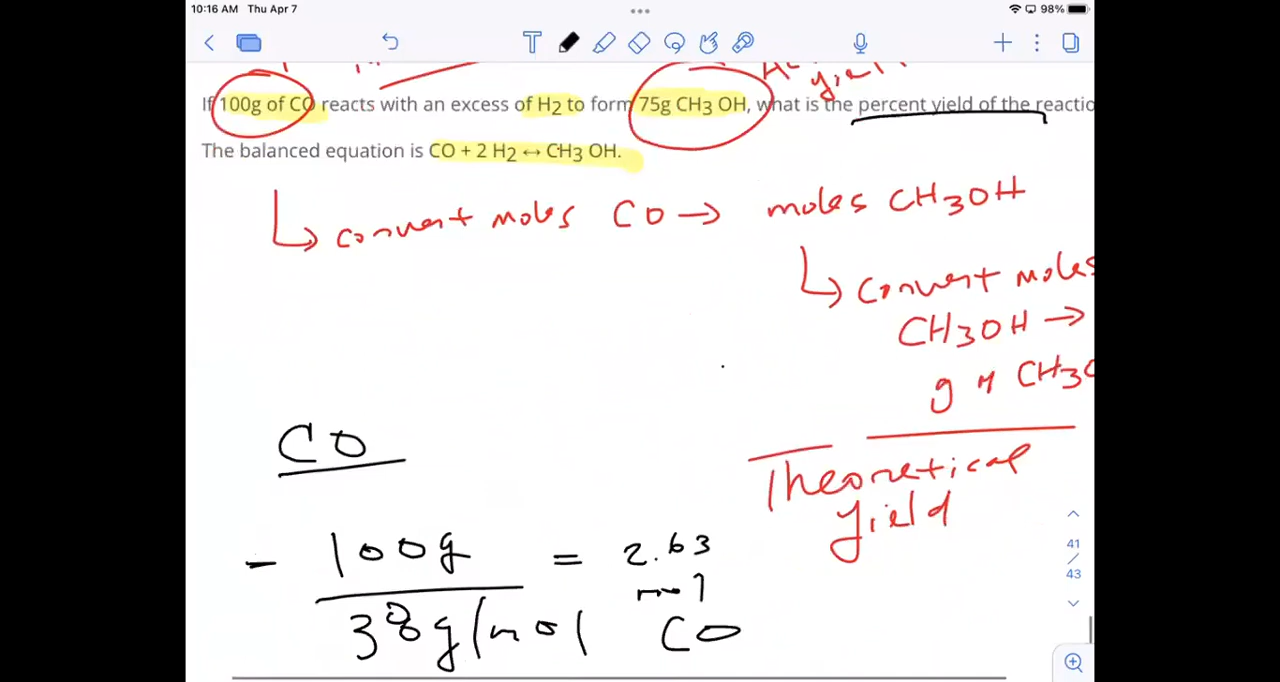 10:16 AM Thu Apr 7
98%
yield
If 100g of CO reacts with an excess of H2 to form 75g CH3 OH, what is the percent yield of the reactio
The balanced equation is CO + 2 H2 ↔ CH3 OH.
convert moles CO → moles CH3OH
convert moles
CH3OH →
g of CH3O
CO
Theoretical
yield
100g = 2.63
38g/mol mol
CO
41
/
43